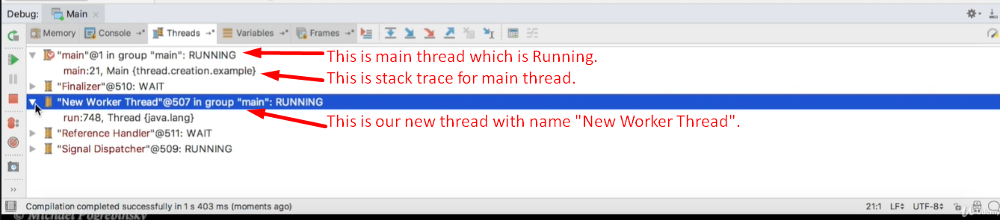 Debug: Main
Memory Console Threads Variables Frames
"main"@1 in group "main": RUNNING
This is main thread which is Running.
main:21, Main {thread.creation.example}
This is stack trace for main thread.
"Finalizer"@510: WAIT
"New Worker Thread"@507 in group "main": RUNNING
run:748, Thread {java.lang}
This is our new thread with name "New Worker Thread".
"Reference Handler"@511: WAIT
"Signal Dispatcher"@509: RUNNING
Compilation completed successfully in 1 s 403 ms (moments ago) 21:1 LF UTF-8
© Michael Pogrebinsky